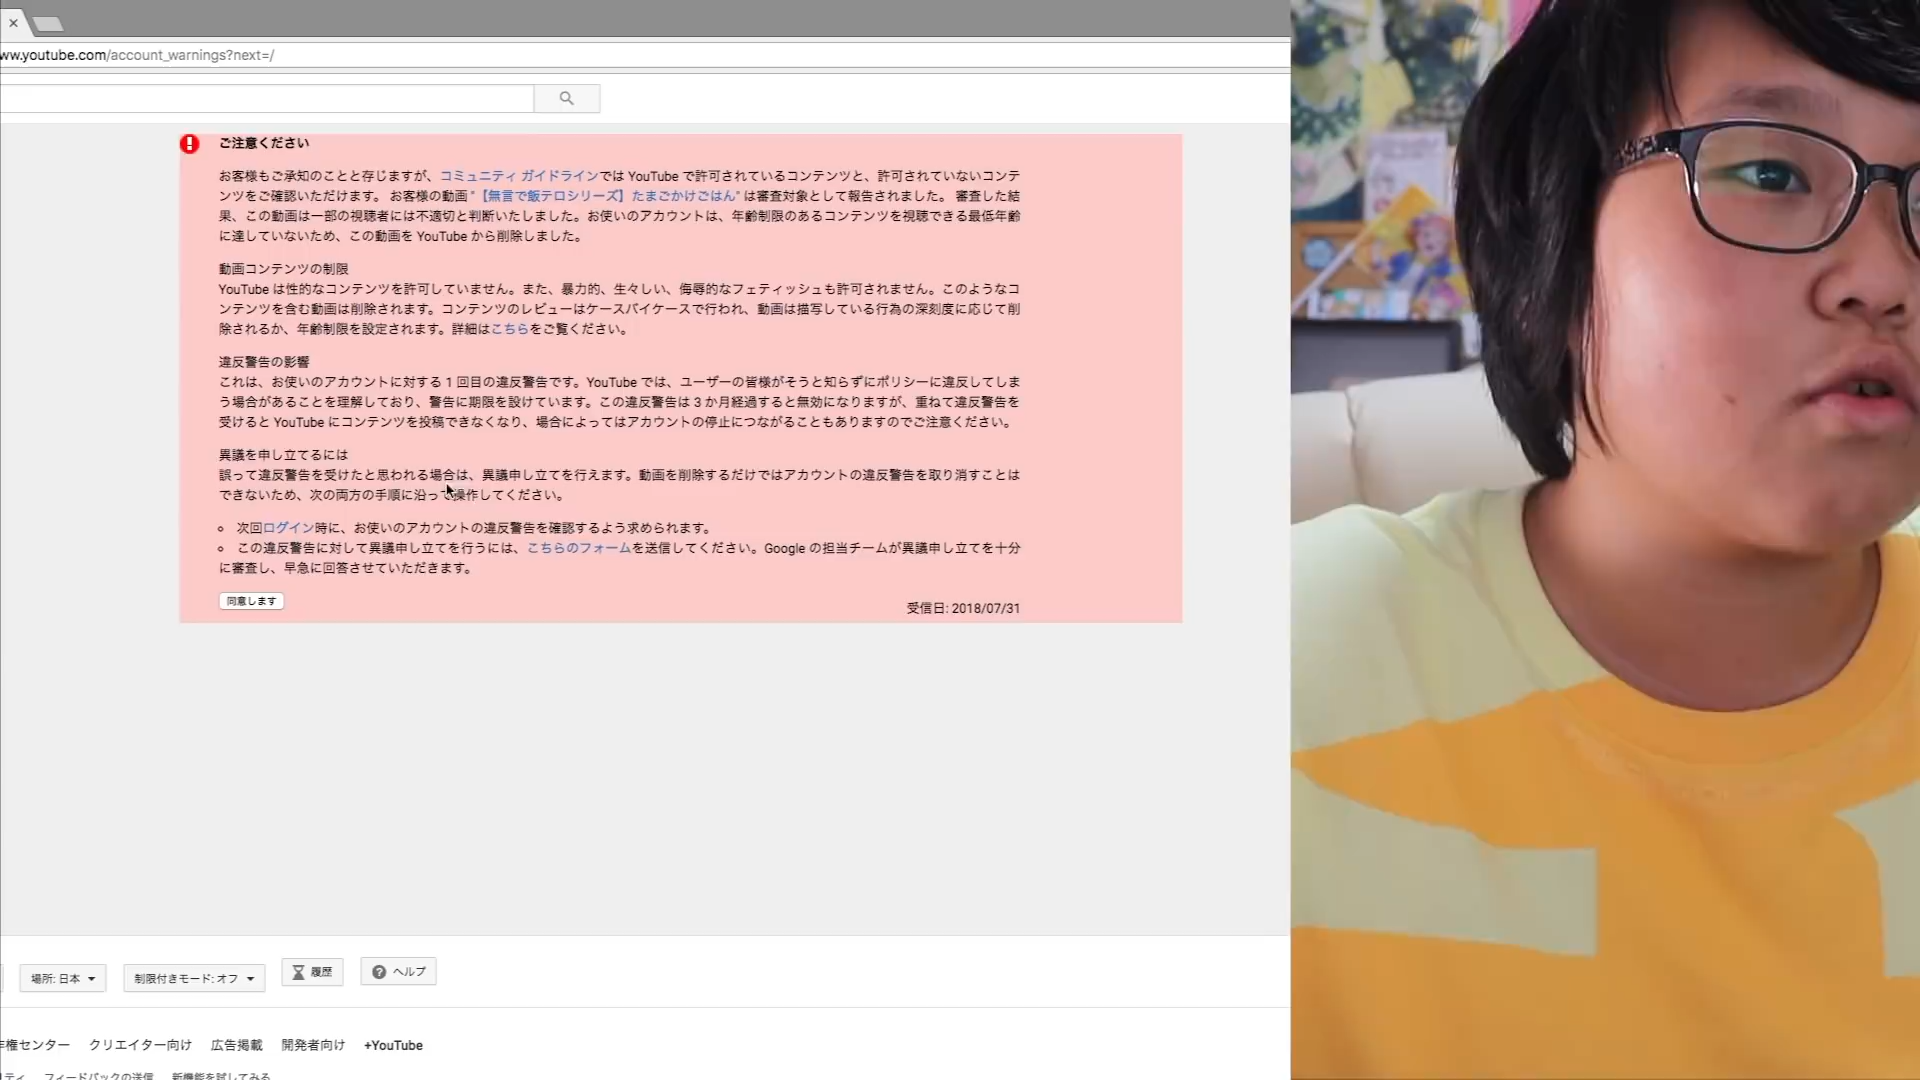 ww.youtube.com/account_warnings?next=/
ご注意ください
お客様もご承知のことと存じますが、コミュニティ ガイドラインでは YouTube で許可されているコンテンツと、許可されていないコンテ
ンツをご確認いただけます。 お客様の動画 "【無言で飯テロシリーズ】たまごかけごはん" は審査対象として報告されました。 審査した結
果、この動画は一部の視聴者には不適切と判断いたしました。お使いのアカウントは、年齢制限のあるコンテンツを視聴できる最低年齢
に達していないため、この動画を YouTube から削除しました。
動画コンテンツの制限
YouTube は性的なコンテンツを許可していません。また、暴力的、生々しい、侮辱的なフェティッシュも許可されません。このようなコ
ンテンツを含む動画は削除されます。コンテンツのレビューはケースバイケースで行われ、動画は描写している行為の深刻度に応じて削
除されるか、年齢制限を設定されます。詳細はこちらをご覧ください。
違反警告の影響
これは、お使いのアカウントに対する 1 回目の違反警告です。YouTube では、ユーザーの皆様がそうと知らずにポリシーに違反してしま
う場合があることを理解しており、警告に期限を設けています。この違反警告は 3 か月経過すると無効になりますが、重ねて違反警告を
受けると YouTube にコンテンツを投稿できなくなり、場合によってはアカウントの停止につながることもありますのでご注意ください。
異議を申し立てるには
誤って違反警告を受けたと思われる場合は、異議申し立てを行えます。動画を削除するだけではアカウントの違反警告を取り消すことは
できないため、次の両方の手順に沿って操作してください。
次回ログイン時に、お使いのアカウントの違反警告を確認するよう求められます。
この違反警告に対して異議申し立てを行うには、こちらのフォームを送信してください。Google の担当チームが異議申し立てを十分
に審査し、早急に回答させていただきます。
同意します
受信日: 2018/07/31
場所: 日本
制限付きモード: オフ
履歴
ヘルプ
権センター クリエイター向け 広告掲載 開発者向け +YouTube
ティ フィードバックの送信 新機能を試してみる